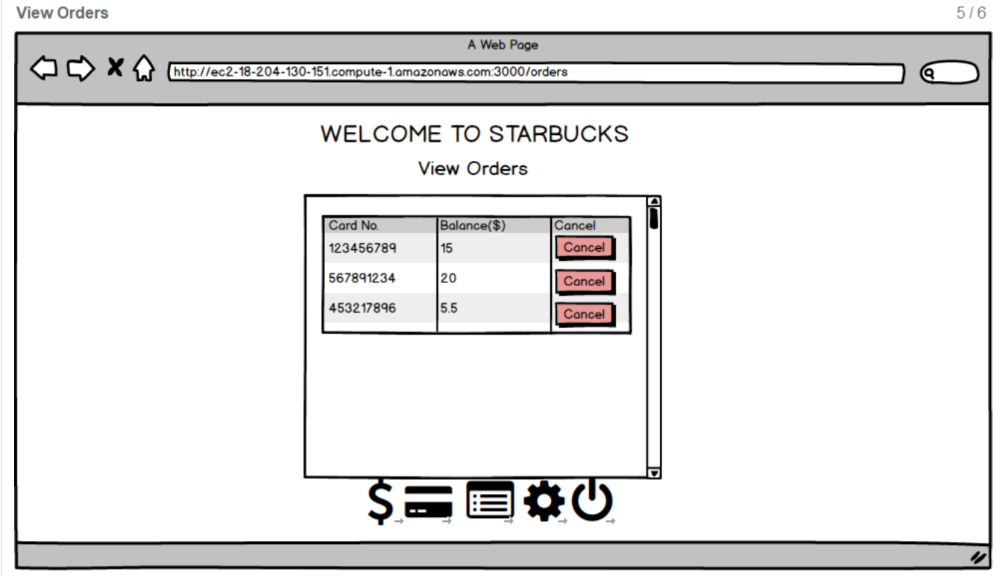 View Orders 5 / 6
A Web Page
http://ec2-18-204-130-151.compute-1.amazonaws.com:3000/orders
WELCOME TO STARBUCKS
View Orders
Card No. Balance($) Cancel
123456789 15 Cancel
567891234 20 Cancel
453217896 5.5 Cancel
$